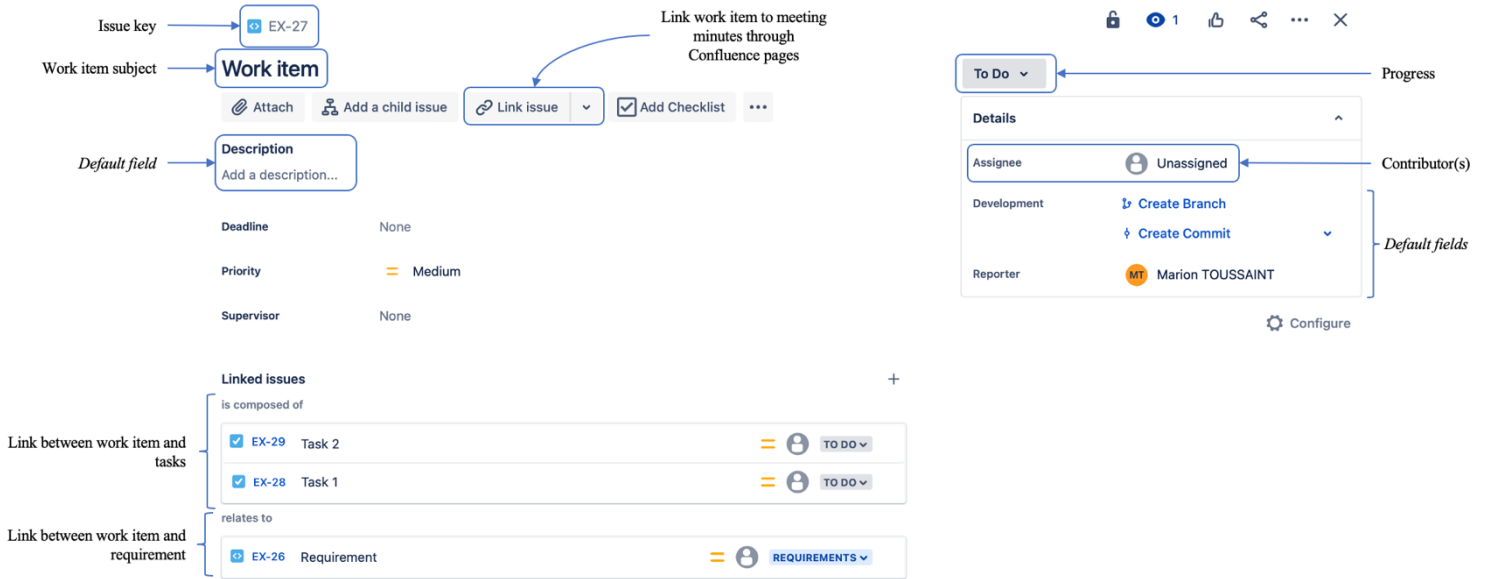 Issue key
EX-27
Link work item to meeting
minutes through
Confluence pages
1
Work item subject
Work item
To Do
Progress
Attach
Add a child issue
Link issue
Add Checklist
Details
Default field
Description
Add a description...
Assignee
Unassigned
Contributor(s)
Development
Create Branch
Create Commit
Default fields
Reporter
MT
Marion TOUSSAINT
Configure
Deadline
None
Priority
Medium
Supervisor
None
Linked issues
is composed of
Link between work item and
tasks
EX-29
Task 2
TO DO
EX-28
Task 1
TO DO
relates to
Link between work item and
requirement
EX-26
Requirement
REQUIREMENTS